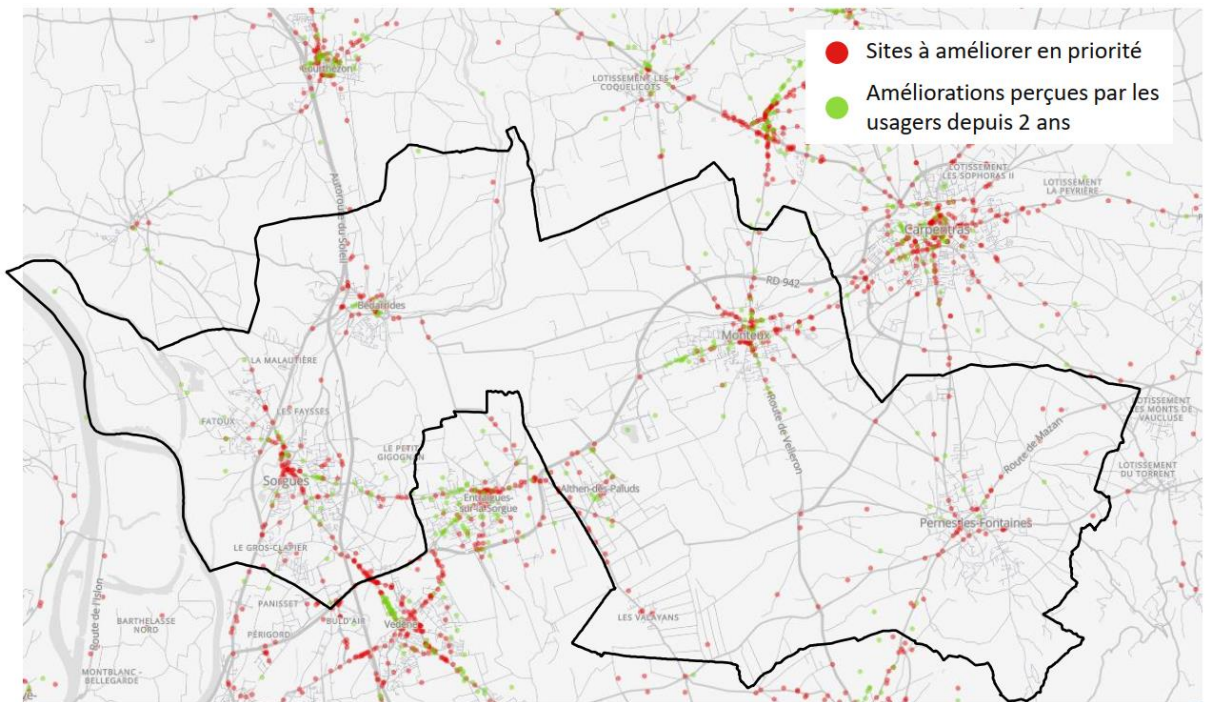 Sites à améliorer en priorité
Améliorations perçues par les
usagers depuis 2 ans
Courthézon
LOTISSEMENT LES
COQUELICOTS
LOTISSEMENT
LES SOPHORAS II
LOTISSEMENT
LA PEYRIÈRE
Autoroute du Soleil
Carpentras
RD 942
Bédarrides
Monteux
LA MALAUTIÈRE
FATOUX
LES FAYSSES
LE PETIT
GIGOGNAN
Route de Velleron
Route de Mazan
LOTISSEMENT
LES MONTS DE
VAUCLUSE
LOTISSEMENT
DU TORRENT
Sorgues
Entraigues-
sur-la-Sorgue
Althen-des-Paluds
Pernes-les-Fontaines
LE GROS-CLAPIER
Route de l'Islon
PANISSET
BARTHELASSE
NORD
PÉRIGORD
BULD'AIR
Vedène
LES VALAYANS
MONTBLANC -
BELLEGARDE